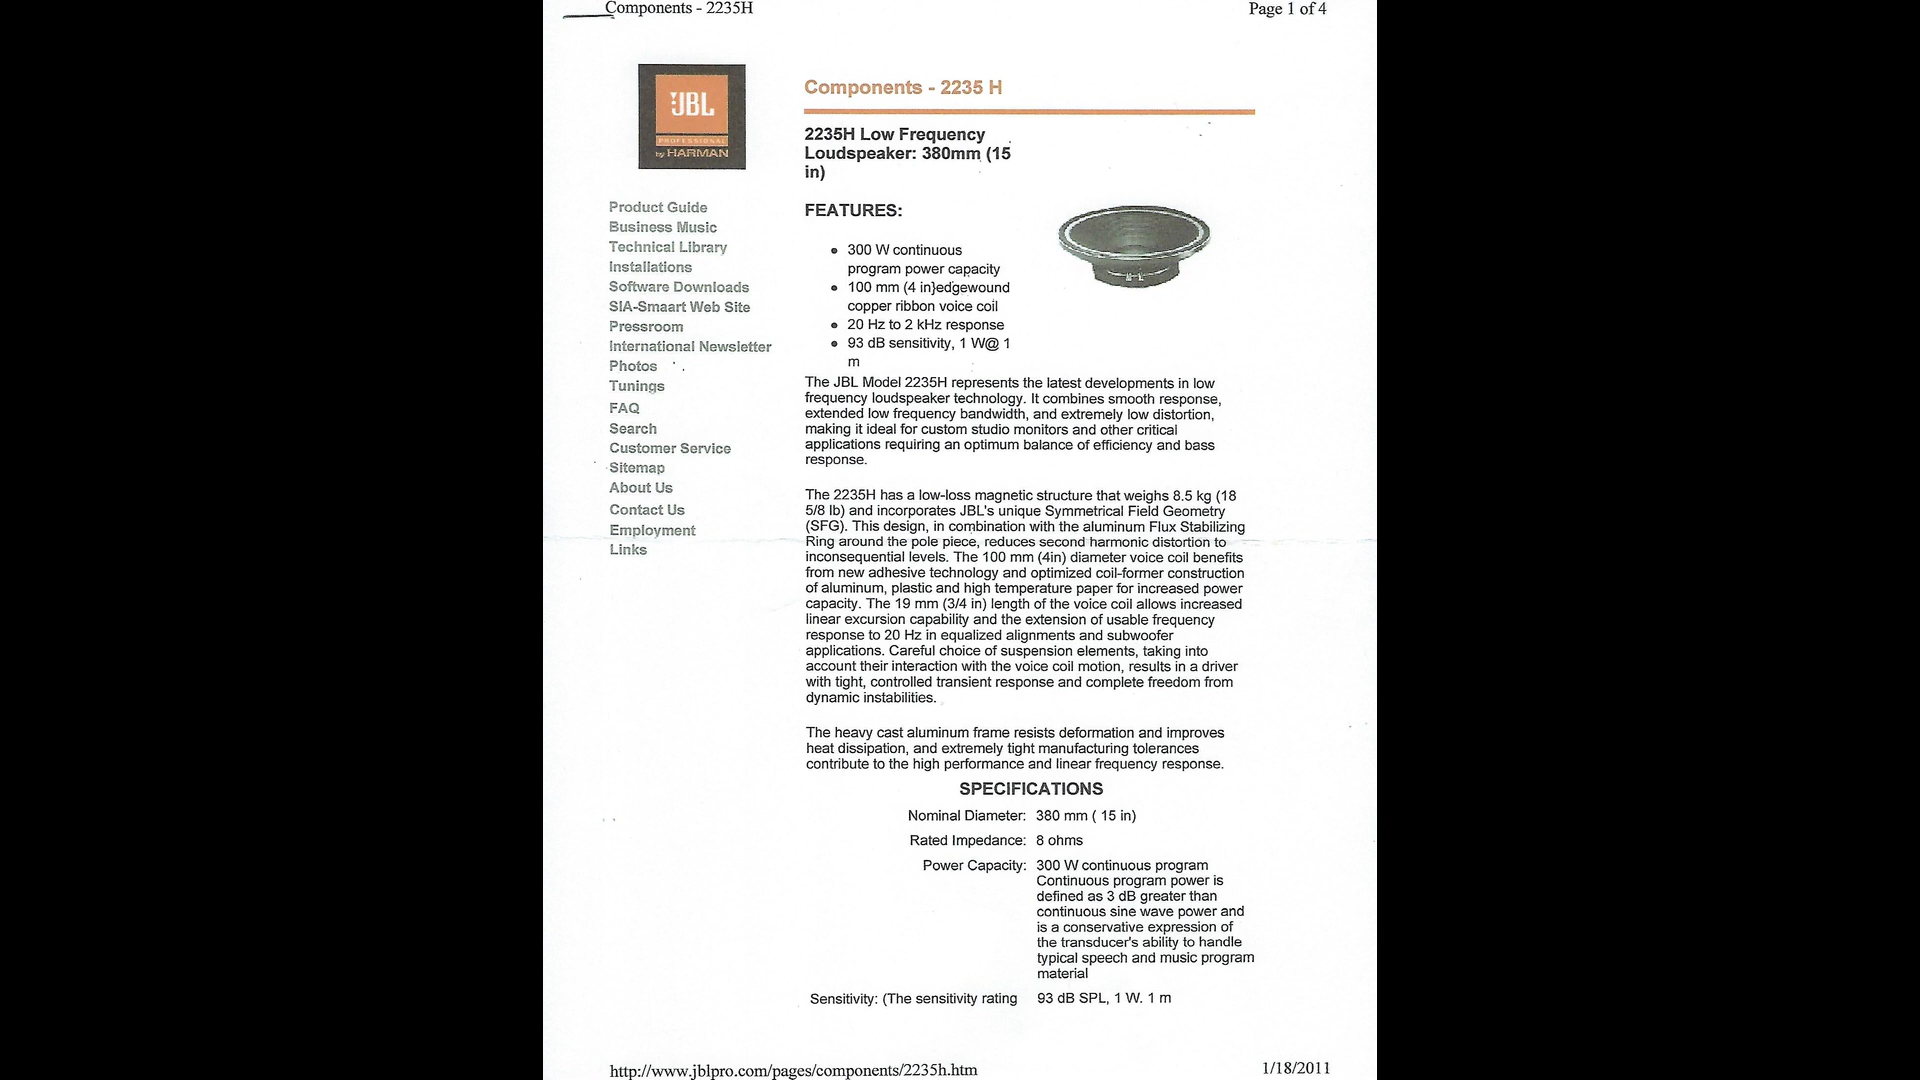 Components - 2235H
Page 1 of 4
JBL
PROFESSIONAL
by HARMAN
Product Guide
Business Music
Technical Library
Installations
Software Downloads
SIA-Smaart Web Site
Pressroom
International Newsletter
Photos
Tunings
FAQ
Search
Customer Service
Sitemap
About Us
Contact Us
Employment
Links
Components - 2235 H
2235H Low Frequency
Loudspeaker: 380mm (15
in)
FEATURES:
• 300 W continuous
program power capacity
• 100 mm (4 in}edgewound
copper ribbon voice coil
• 20 Hz to 2 kHz response
• 93 dB sensitivity, 1 W@ 1
m
The JBL Model 2235H represents the latest developments in low
frequency loudspeaker technology. It combines smooth response,
extended low frequency bandwidth, and extremely low distortion,
making it ideal for custom studio monitors and other critical
applications requiring an optimum balance of efficiency and bass
response.
The 2235H has a low-loss magnetic structure that weighs 8.5 kg (18
5/8 lb) and incorporates JBL's unique Symmetrical Field Geometry
(SFG). This design, in combination with the aluminum Flux Stabilizing
Ring around the pole piece, reduces second harmonic distortion to
inconsequential levels. The 100 mm (4in) diameter voice coil benefits
from new adhesive technology and optimized coil-former construction
of aluminum, plastic and high temperature paper for increased power
capacity. The 19 mm (3/4 in) length of the voice coil allows increased
linear excursion capability and the extension of usable frequency
response to 20 Hz in equalized alignments and subwoofer
applications. Careful choice of suspension elements, taking into
account their interaction with the voice coil motion, results in a driver
with tight, controlled transient response and complete freedom from
dynamic instabilities.
The heavy cast aluminum frame resists deformation and improves
heat dissipation, and extremely tight manufacturing tolerances
contribute to the high performance and linear frequency response.
SPECIFICATIONS
Nominal Diameter: 380 mm ( 15 in)
Rated Impedance: 8 ohms
Power Capacity: 300 W continuous program
Continuous program power is
defined as 3 dB greater than
continuous sine wave power and
is a conservative expression of
the transducer's ability to handle
typical speech and music program
material
Sensitivity: (The sensitivity rating 93 dB SPL, 1 W. 1 m
http://www.jblpro.com/pages/components/2235h.htm
1/18/2011